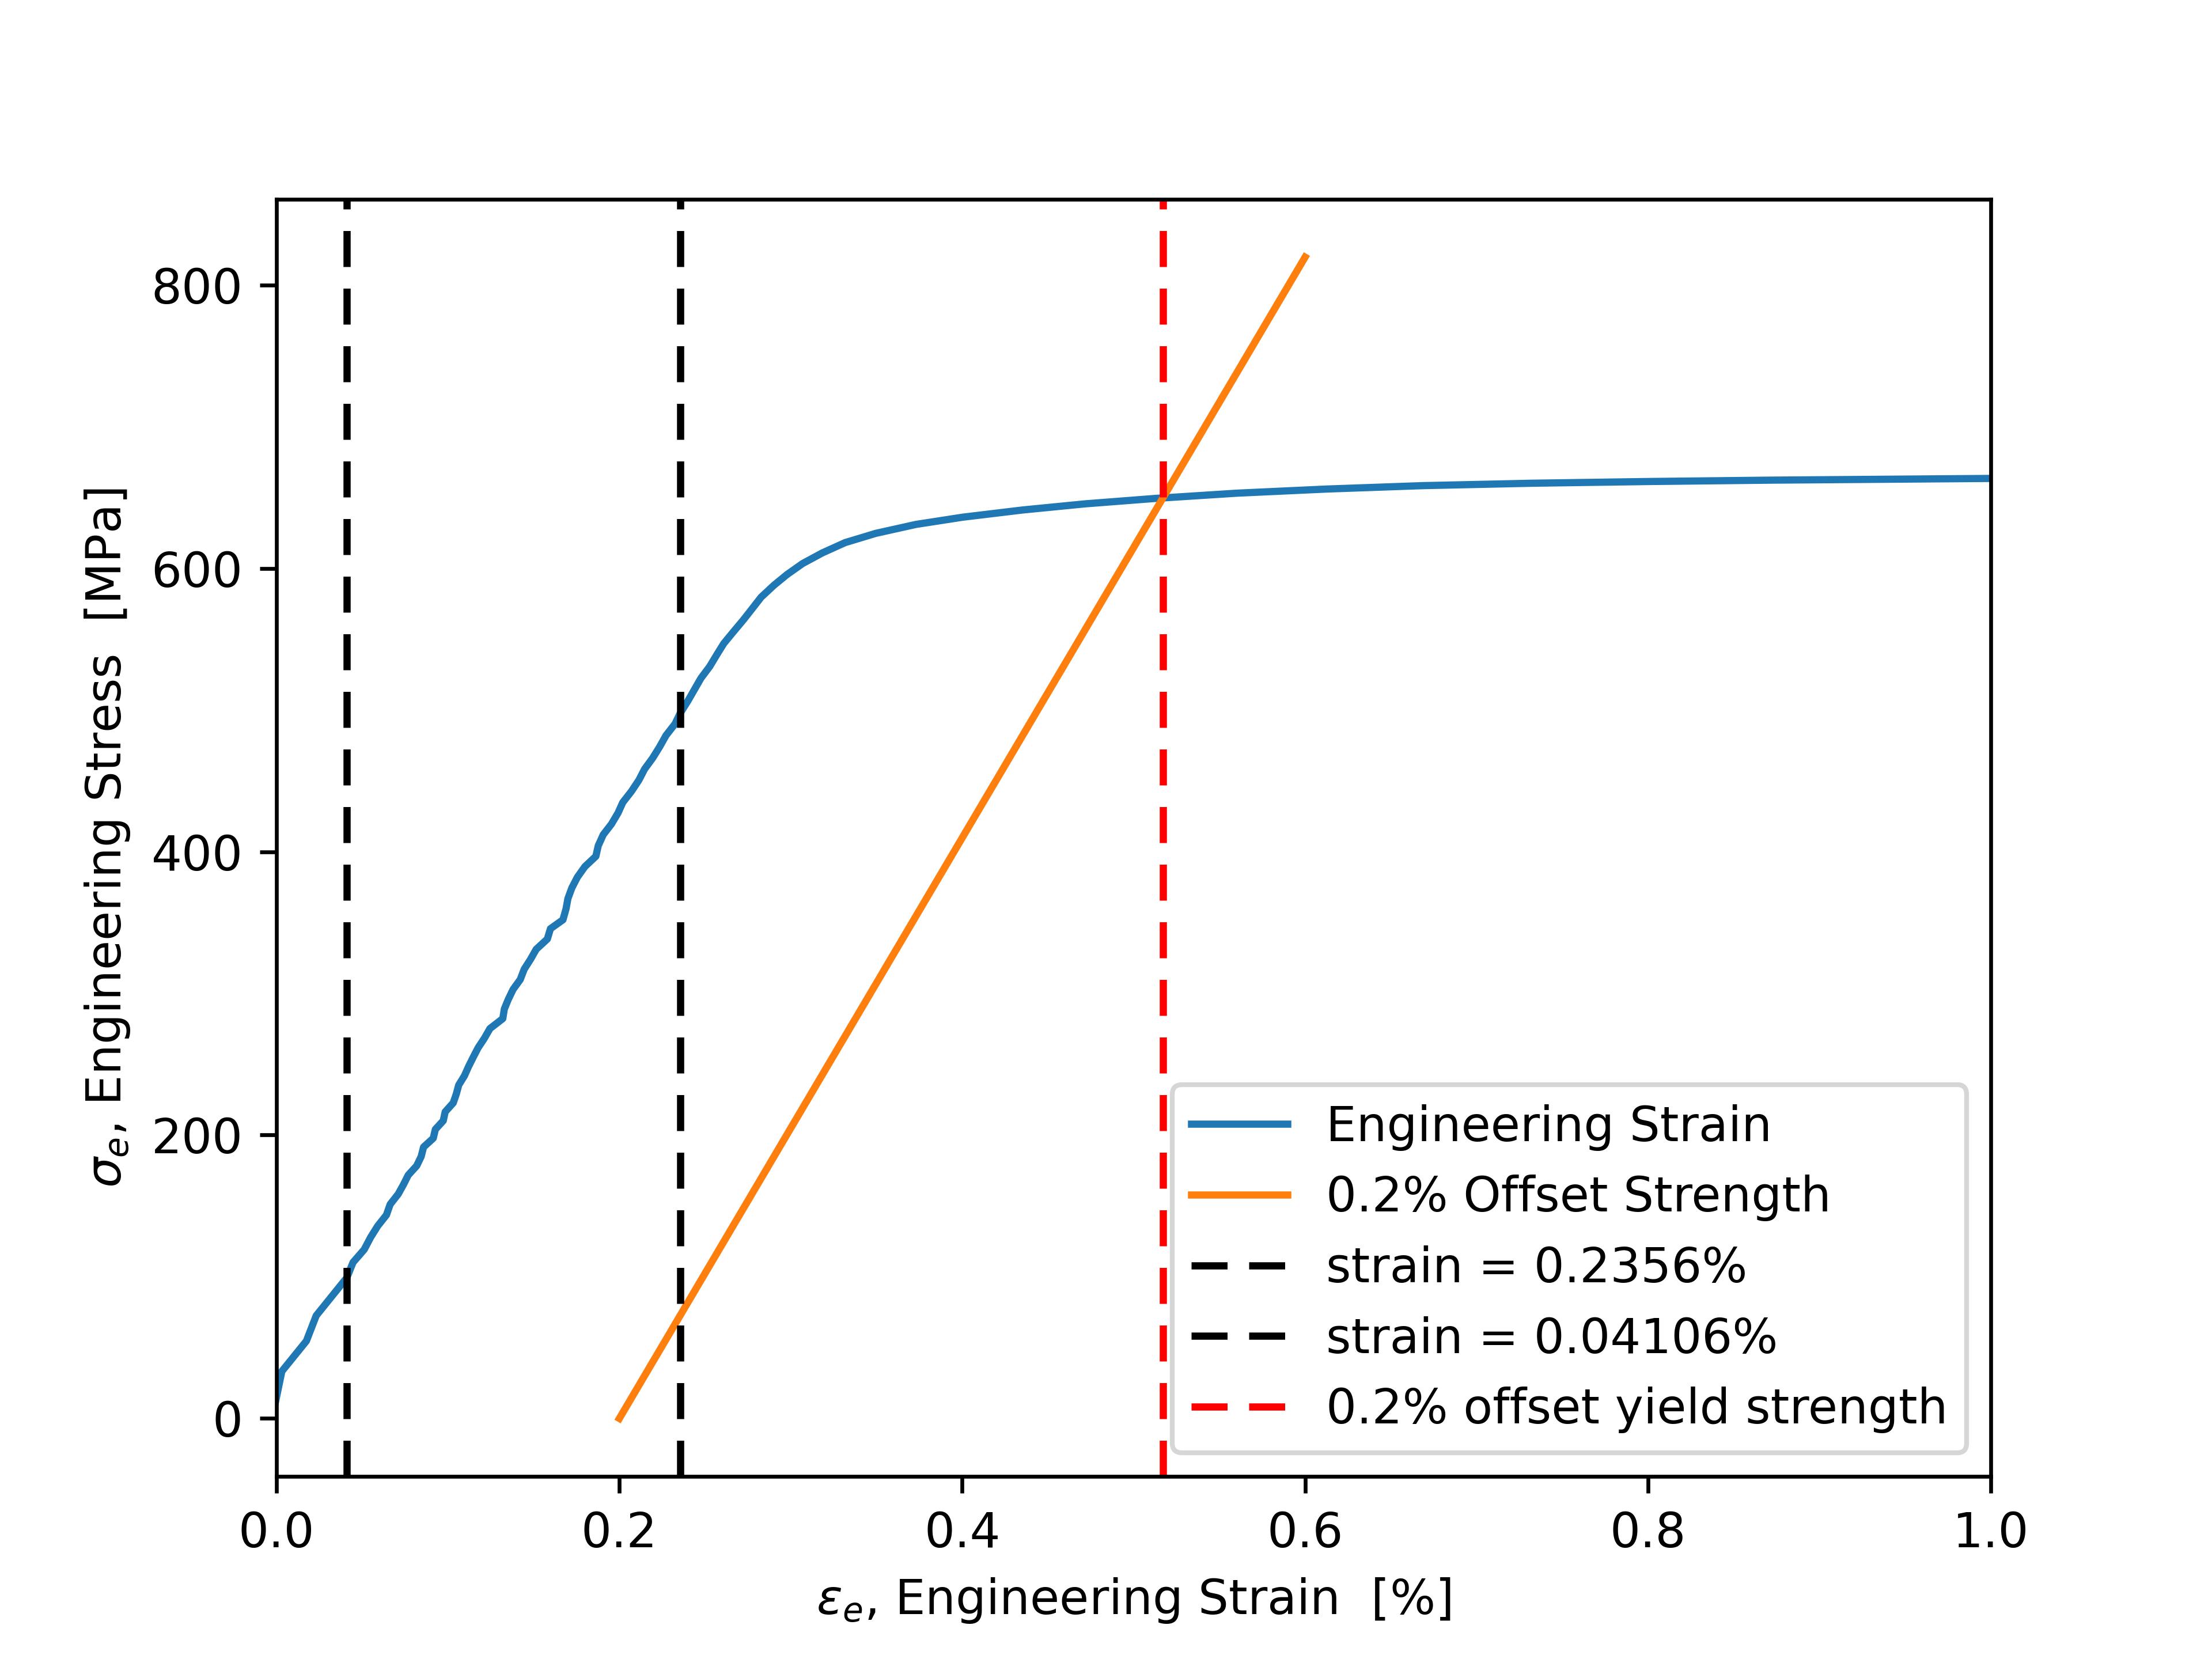 800
600
400
200
0
σe, Engineering Stress [MPa]
0.0 0.2 0.4 0.6 0.8 1.0
εe, Engineering Strain [%]
Engineering Strain
0.2% Offset Strength
strain = 0.2356%
strain = 0.04106%
0.2% offset yield strength